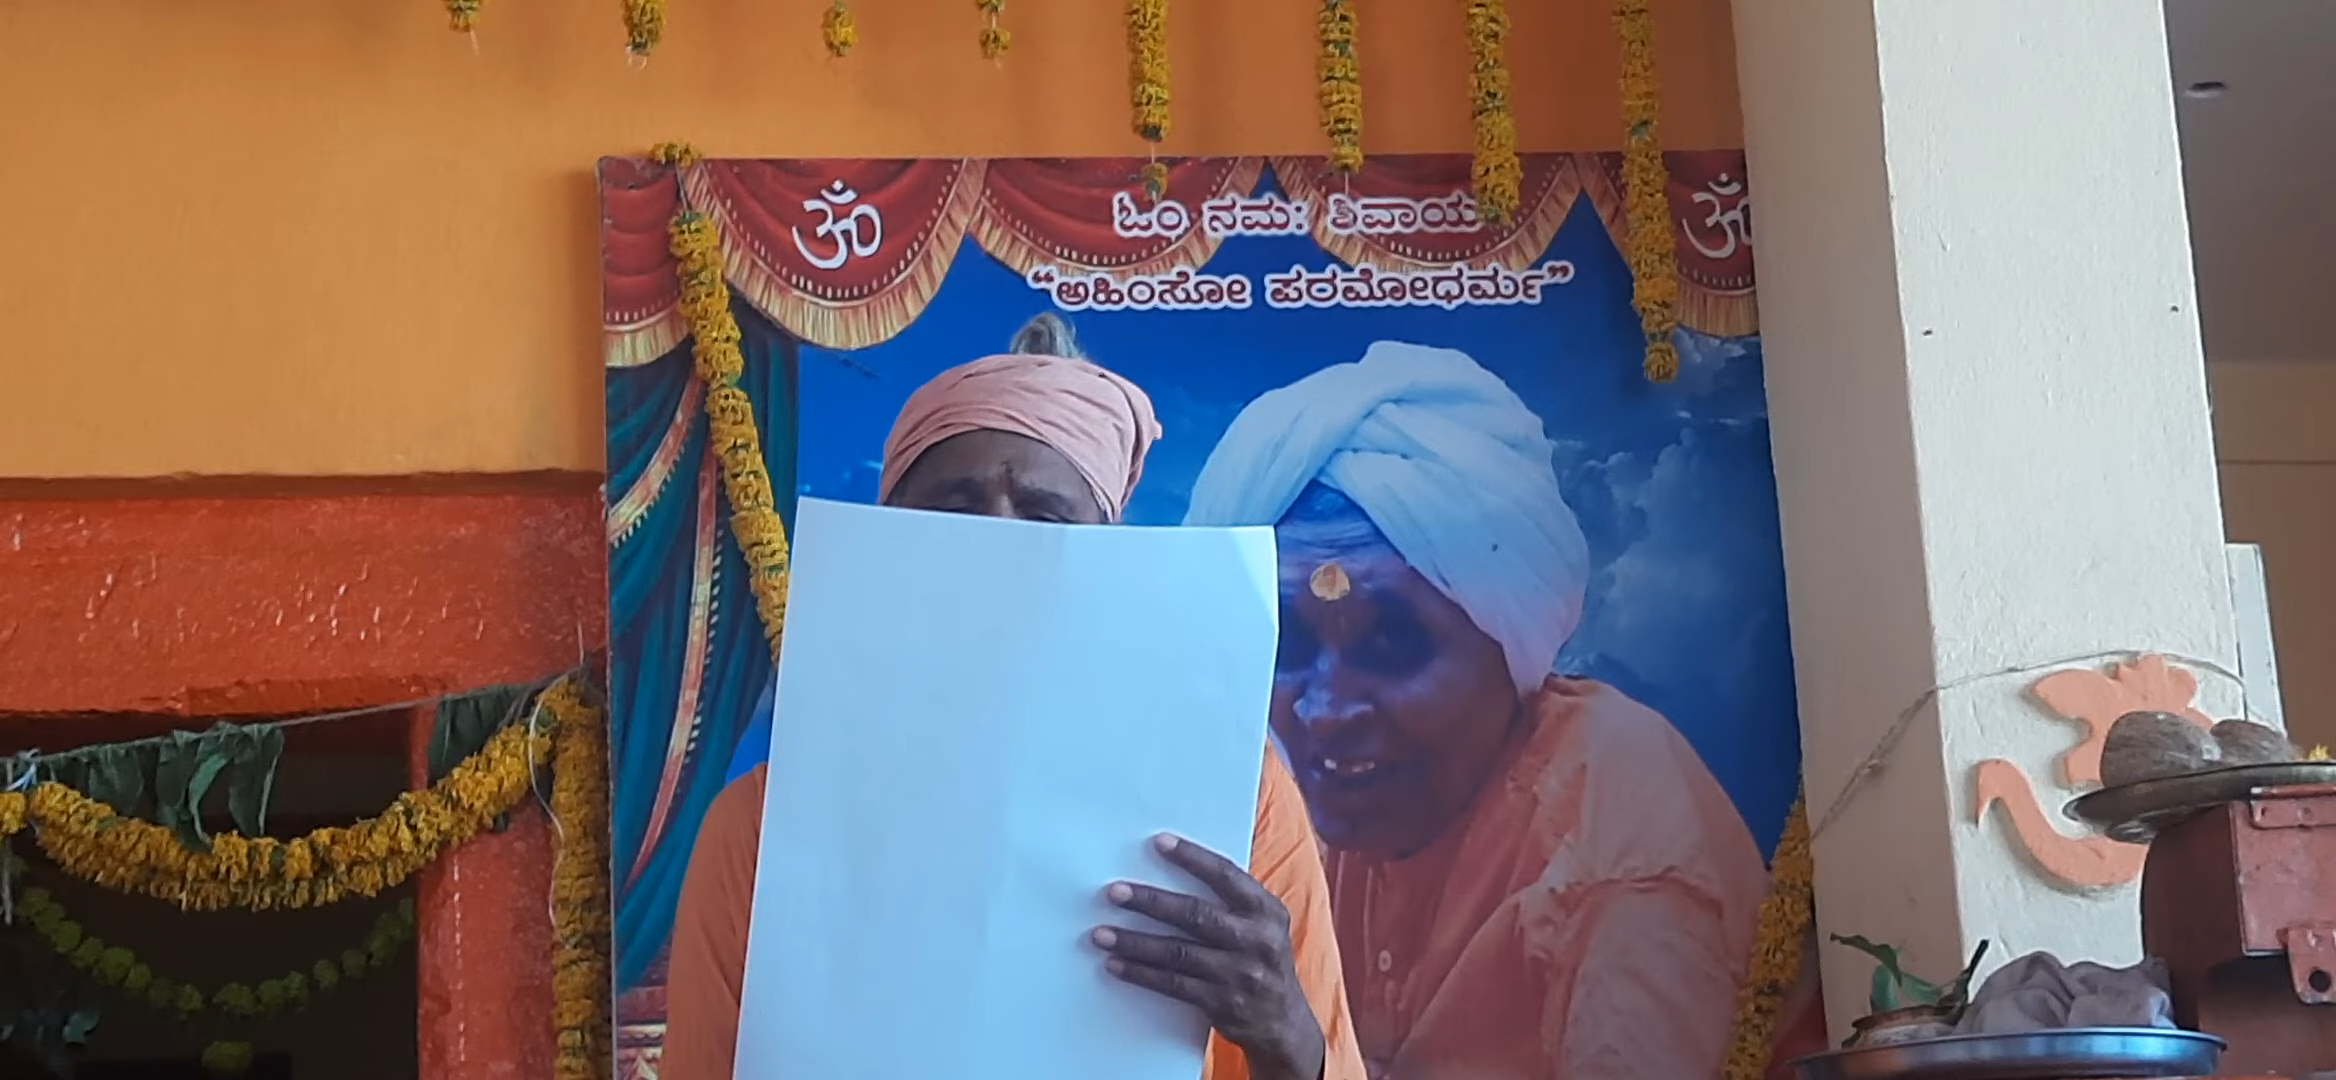 ॐ ॐ
ಓಂ ನಮಃ ಶಿವಾಯ
“ಅಹಿಂಸೋ ಪರಮೋಧರ್ಮ”